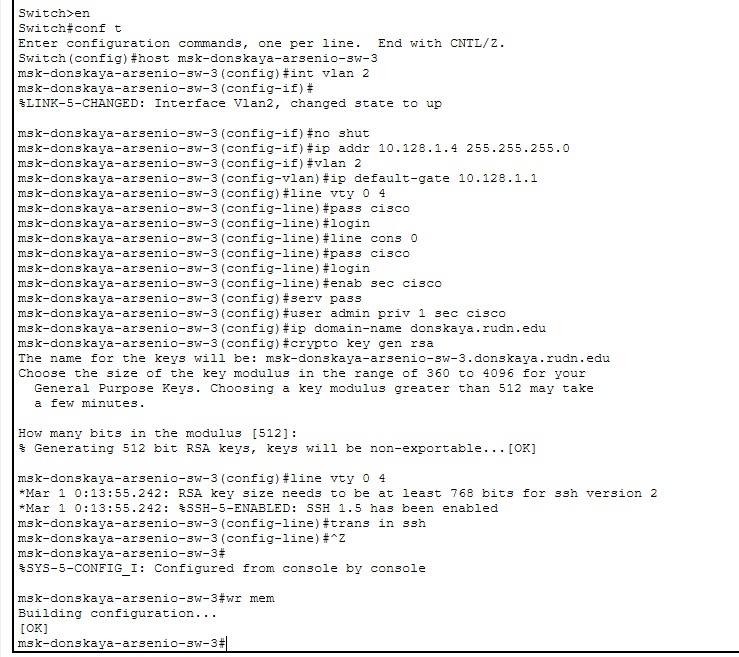 Switch>en
Switch#conf t
Enter configuration commands, one per line.  End with CNTL/Z.
Switch(config)#host msk-donskaya-arsenio-sw-3
msk-donskaya-arsenio-sw-3(config)#int vlan 2
msk-donskaya-arsenio-sw-3(config-if)#
%LINK-5-CHANGED: Interface Vlan2, changed state to up

msk-donskaya-arsenio-sw-3(config-if)#no shut
msk-donskaya-arsenio-sw-3(config-if)#ip addr 10.128.1.4 255.255.255.0
msk-donskaya-arsenio-sw-3(config-if)#vlan 2
msk-donskaya-arsenio-sw-3(config-vlan)#ip default-gate 10.128.1.1
msk-donskaya-arsenio-sw-3(config)#line vty 0 4
msk-donskaya-arsenio-sw-3(config-line)#pass cisco
msk-donskaya-arsenio-sw-3(config-line)#login
msk-donskaya-arsenio-sw-3(config-line)#line cons 0
msk-donskaya-arsenio-sw-3(config-line)#pass cisco
msk-donskaya-arsenio-sw-3(config-line)#login
msk-donskaya-arsenio-sw-3(config-line)#enab sec cisco
msk-donskaya-arsenio-sw-3(config)#serv pass
msk-donskaya-arsenio-sw-3(config)#user admin priv 1 sec cisco
msk-donskaya-arsenio-sw-3(config)#ip domain-name donskaya.rudn.edu
msk-donskaya-arsenio-sw-3(config)#crypto key gen rsa
The name for the keys will be: msk-donskaya-arsenio-sw-3.donskaya.rudn.edu
Choose the size of the key modulus in the range of 360 to 4096 for your
  General Purpose Keys. Choosing a key modulus greater than 512 may take
  a few minutes.

How many bits in the modulus [512]:
% Generating 512 bit RSA keys, keys will be non-exportable...[OK]

msk-donskaya-arsenio-sw-3(config)#line vty 0 4
*Mar 1 0:13:55.242: RSA key size needs to be at least 768 bits for ssh version 2
*Mar 1 0:13:55.242: %SSH-5-ENABLED: SSH 1.5 has been enabled
msk-donskaya-arsenio-sw-3(config-line)#trans in ssh
msk-donskaya-arsenio-sw-3(config-line)#^Z
msk-donskaya-arsenio-sw-3#
%SYS-5-CONFIG_I: Configured from console by console

msk-donskaya-arsenio-sw-3#wr mem
Building configuration...
[OK]
msk-donskaya-arsenio-sw-3#